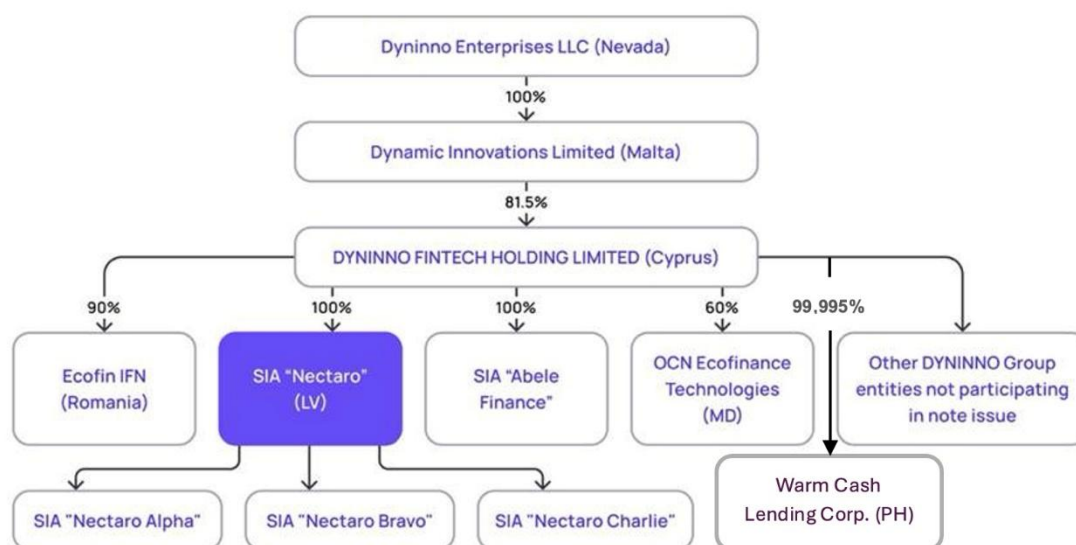 Dyninno Enterprises LLC (Nevada)
100%
Dynamic Innovations Limited (Malta)
81.5%
DYNINNO FINTECH HOLDING LIMITED (Cyprus)
90%
100%
100%
60%
99,995%
Ecofin IFN
(Romania)
SIA “Nectaro”
(LV)
SIA “Abele
Finance”
OCN Ecofinance
Technologies
(MD)
Other DYNINNO Group
entities not participating
in note issue
SIA "Nectaro Alpha"
SIA "Nectaro Bravo"
SIA "Nectaro Charlie"
Warm Cash
Lending Corp. (PH)